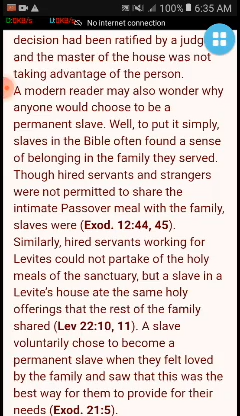 100% 6:35 AM
0:0KB/s U:0KB/s No internet connection
decision had been ratified by a judg
and the master of the house was not
taking advantage of the person.
A modern reader may also wonder why
anyone would choose to be a
permanent slave. Well, to put it simply,
slaves in the Bible often found a sense
of belonging in the family they served.
Though hired servants and strangers
were not permitted to share the
intimate Passover meal with the family,
slaves were (Exod. 12:44, 45).
Similarly, hired servants working for
Levites could not partake of the holy
meals of the sanctuary, but a slave in a
Levite's house ate the same holy
offerings that the rest of the family
shared (Lev 22:10, 11). A slave
voluntarily chose to become a
permanent slave when they felt loved
by the family and saw that this was the
best way for them to provide for their
needs (Exod. 21:5).